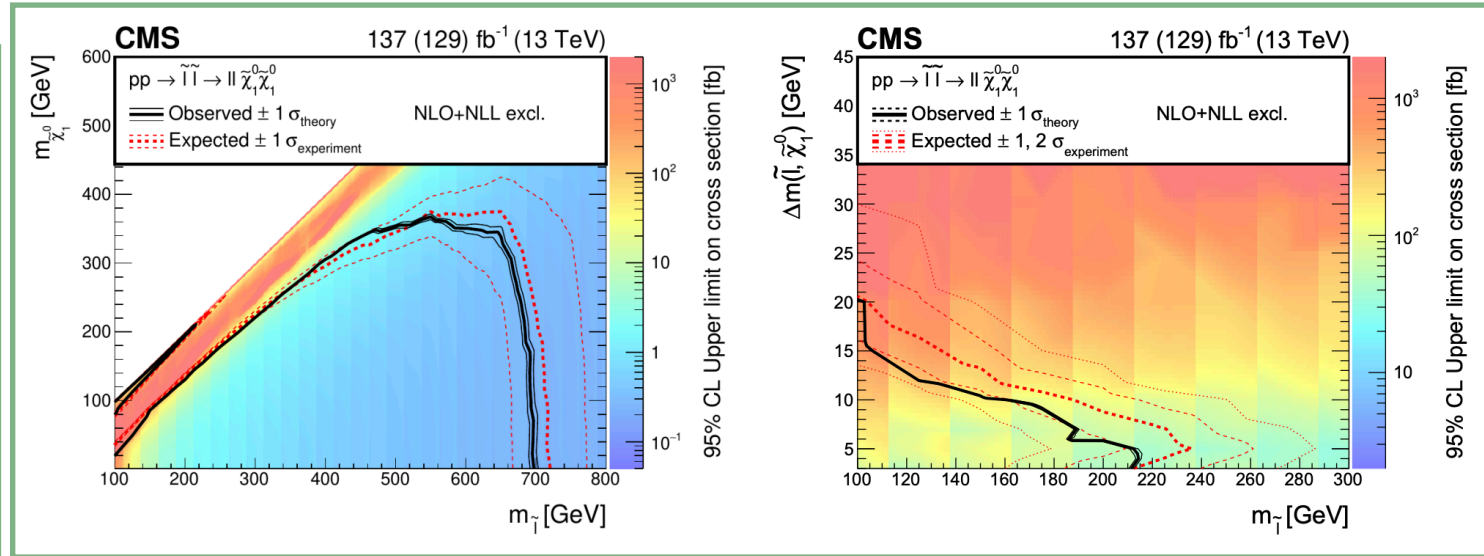 CMS 137 (129) fb⁻¹ (13 TeV)
pp → l̃ l̃ → ll χ̃₁⁰ χ̃₁⁰
Observed ± 1 σ_theory NLO+NLL excl.
Expected ± 1 σ_experiment
m_χ̃₁⁰ [GeV]
600
500
400
300
200
100
100 200 300 400 500 600 700 800
m_l̃ [GeV]
10³
10²
10
1
10⁻¹
95% CL Upper limit on cross section [fb]
CMS 137 (129) fb⁻¹ (13 TeV)
pp → l̃ l̃ → ll χ̃₁⁰ χ̃₁⁰
Observed ± 1 σ_theory NLO+NLL excl.
Expected ± 1, 2 σ_experiment
Δm(l̃, χ̃₁⁰) [GeV]
45
40
35
30
25
20
15
10
5
100 120 140 160 180 200 220 240 260 280 300
m_l̃ [GeV]
10³
10²
10
95% CL Upper limit on cross section [fb]